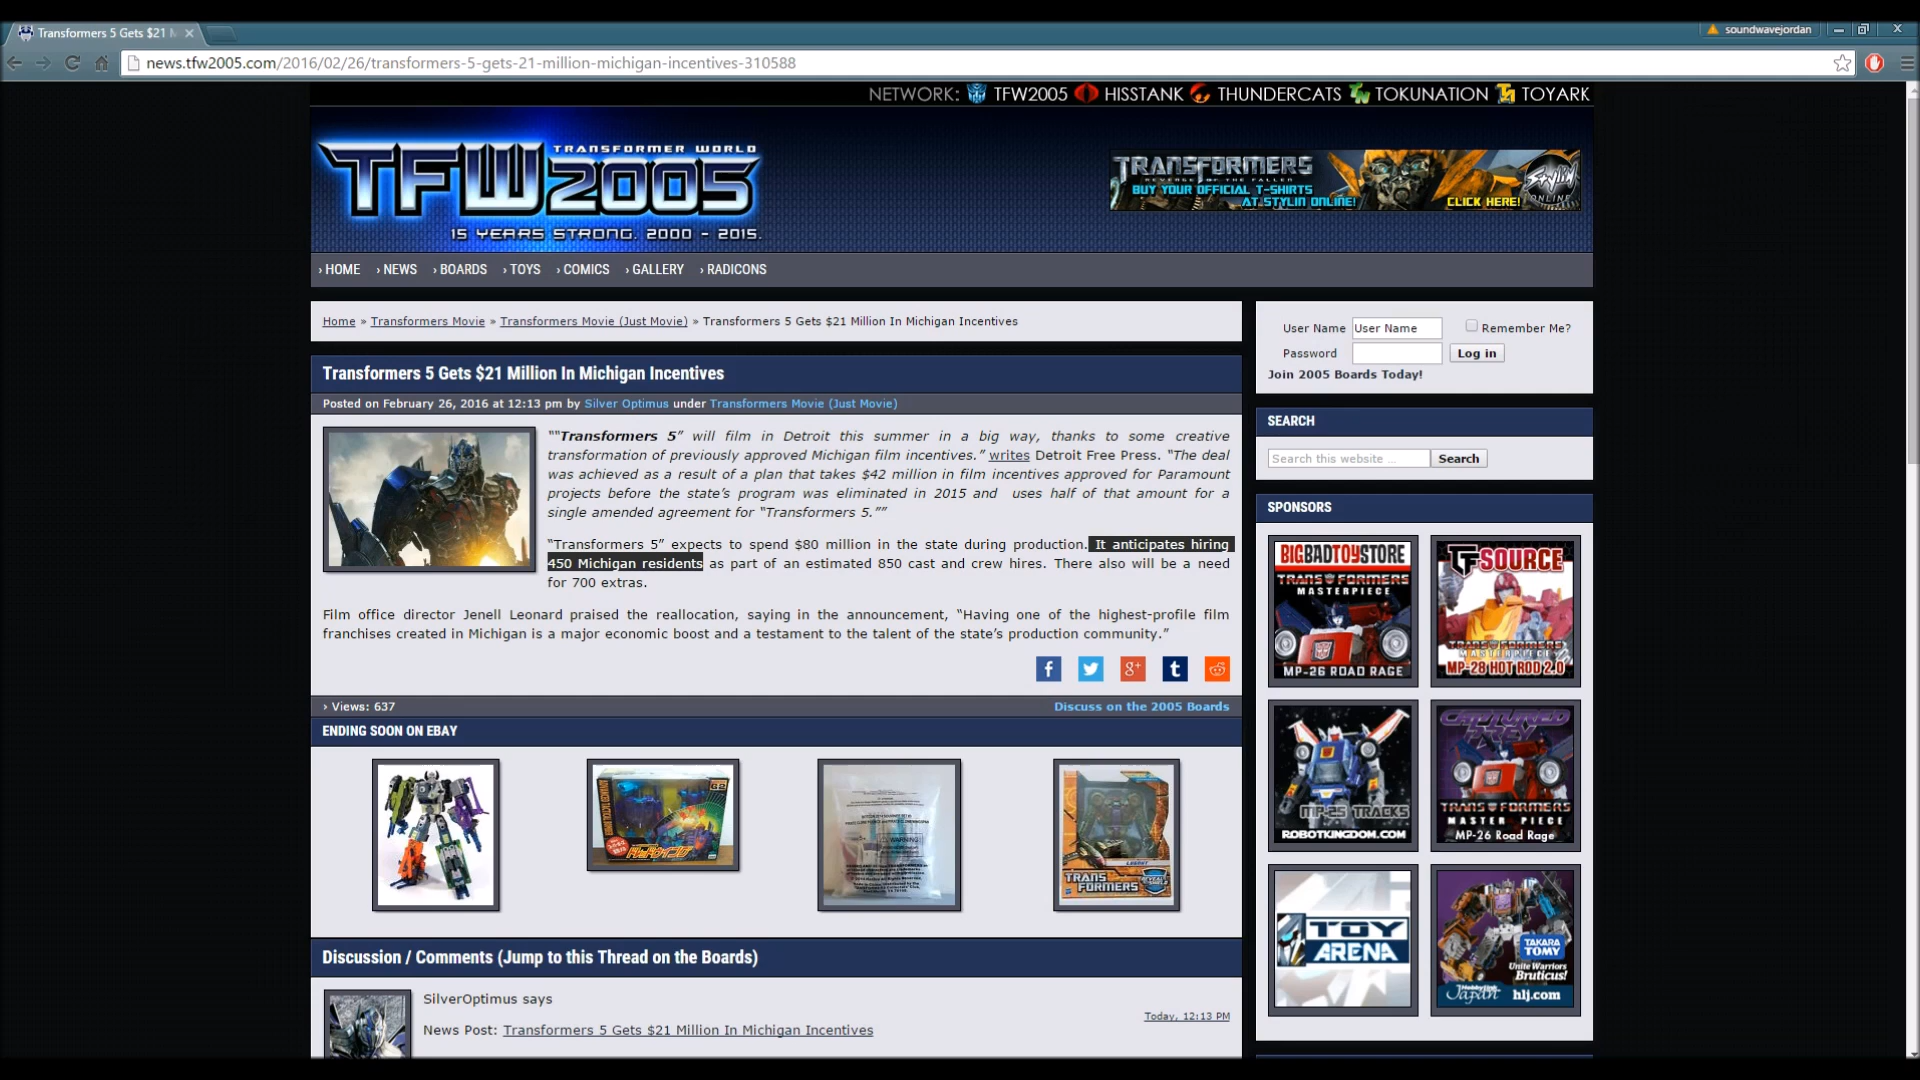 Transformers 5 Gets $21 M
soundwavejordan
news.tfw2005.com/2016/02/26/transformers-5-gets-21-million-michigan-incentives-310588
NETWORK: TFW2005 HISSTANK THUNDERCATS TOKUNATION TOYARK
TRANSFORMER WORLD
TFW2005
15 YEARS STRONG. 2000 - 2015.
TRANSFORMERS
REVENGE OF THE FALLEN
BUY YOUR OFFICIAL T-SHIRTS
AT STYLIN ONLINE!
CLICK HERE!
STYLIN
ONLINE
› HOME › NEWS › BOARDS › TOYS › COMICS › GALLERY › RADICONS
Home » Transformers Movie » Transformers Movie (Just Movie) » Transformers 5 Gets $21 Million In Michigan Incentives
User Name User Name Remember Me?
Password Log in
Join 2005 Boards Today!
Transformers 5 Gets $21 Million In Michigan Incentives
Posted on February 26, 2016 at 12:13 pm by Silver Optimus under Transformers Movie (Just Movie)
““Transformers 5” will film in Detroit this summer in a big way, thanks to some creative
transformation of previously approved Michigan film incentives.” writes Detroit Free Press. “The deal
was achieved as a result of a plan that takes $42 million in film incentives approved for Paramount
projects before the state’s program was eliminated in 2015 and uses half of that amount for a
single amended agreement for “Transformers 5.””
“Transformers 5” expects to spend $80 million in the state during production. It anticipates hiring
450 Michigan residents as part of an estimated 850 cast and crew hires. There also will be a need
for 700 extras.
Film office director Jenell Leonard praised the reallocation, saying in the announcement, “Having one of the highest-profile film
franchises created in Michigan is a major economic boost and a testament to the talent of the state’s production community.”
› Views: 637
Discuss on the 2005 Boards
ENDING SOON ON EBAY
G2
TRANSFORMERS
WARNING
Discussion / Comments (Jump to this Thread on the Boards)
SilverOptimus says
News Post: Transformers 5 Gets $21 Million In Michigan Incentives
Today, 12:13 PM
SEARCH
Search this website ...
Search
SPONSORS
BIGBADTOYSTORE
TRANSFORMERS
MASTERPIECE
MP-26 ROAD RAGE
TFSOURCE
TRANSFORMERS
MASTERPIECE
MP-28 HOT ROD 2.0
MP-25 TRACKS
ROBOTKINGDOM.COM
CAPTURED
PREY
TRANSFORMERS
MASTER PIECE
MP-26 Road Rage
TOY
ARENA
TAKARA
TOMY
Unite Warriors
Bruticus!
HobbyLink
Japan hlj.com